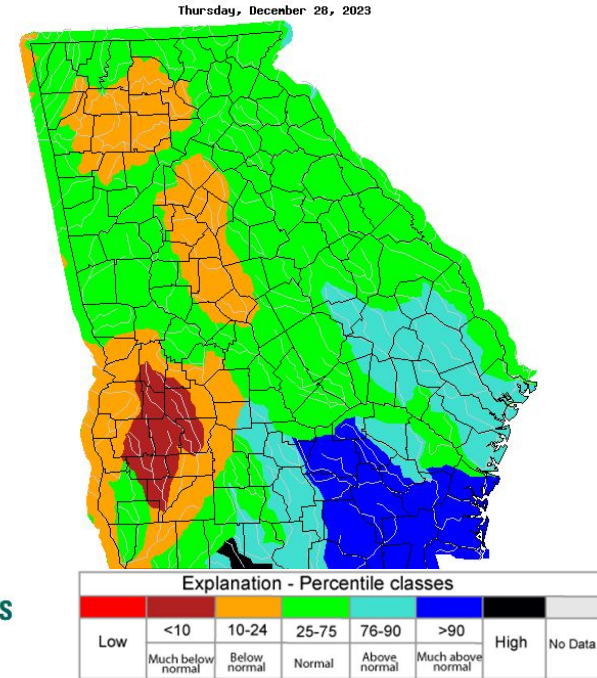 Thursday, December 28, 2023
Explanation - Percentile classes
Low <10 10-24 25-75 76-90 >90 High No Data
Much below normal Below normal Normal Above normal Much above normal
S